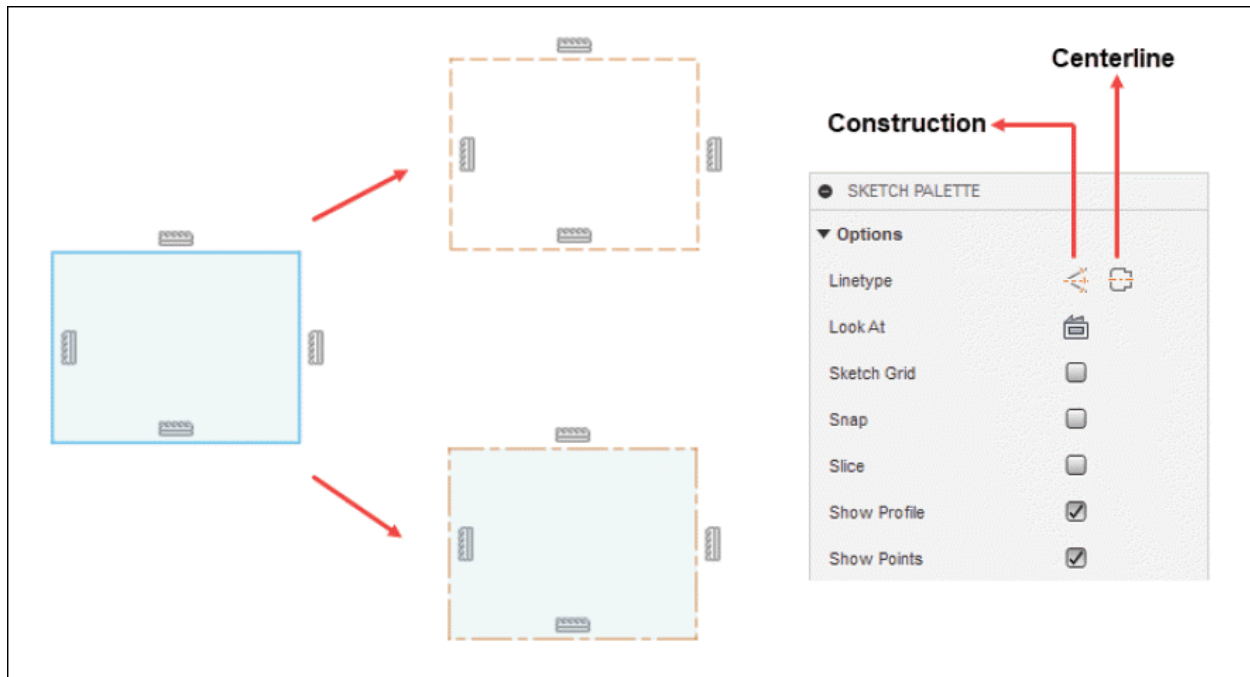 Centerline
Construction
SKETCH PALETTE
Options
Linetype
Look At
Sketch Grid
Snap
Slice
Show Profile
Show Points